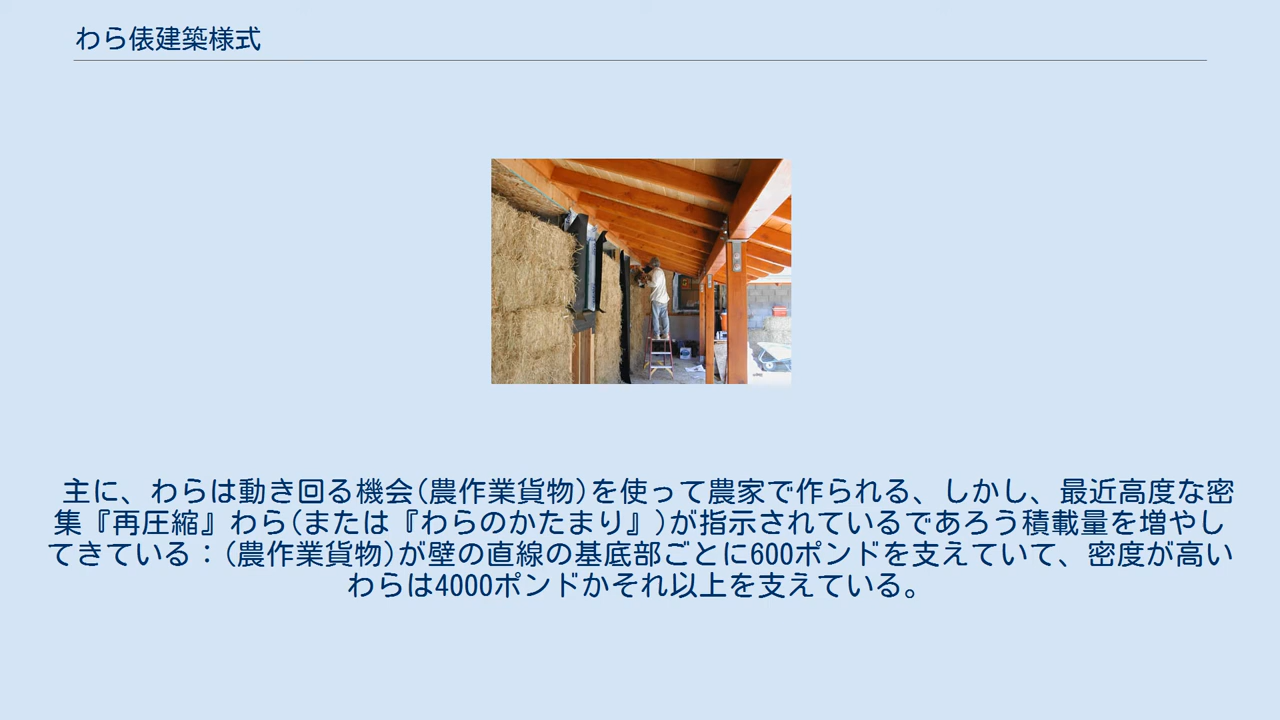 わら俵建築様式
主に、わらは動き回る機会(農作業貨物)を使って農家で作られる、しかし、最近高度な密
集『再圧縮』わら(または『わらのかたまり』)が指示されているであろう積載量を増やし
てきている：(農作業貨物)が壁の直線の基底部ごとに600ポンドを支えていて、密度が高い
わらは4000ポンドかそれ以上を支えている。